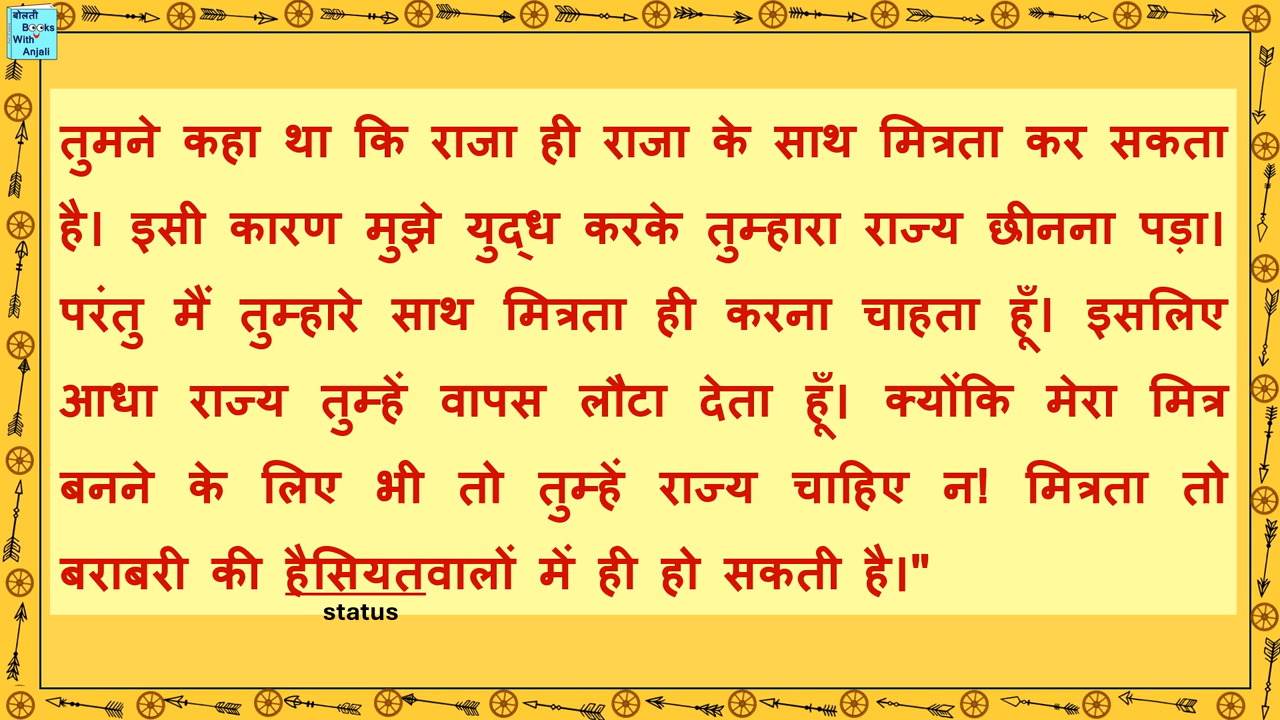 बोलती
Books
With
Anjali
तुमने कहा था कि राजा ही राजा के साथ मित्रता कर सकता
है। इसी कारण मुझे युद्‌ध करके तुम्हारा राज्य छीनना पड़ा।
परंतु मैं तुम्हारे साथ मित्रता ही करना चाहता हूँ। इसलिए
आधा राज्य तुम्हें वापस लौटा देता हूँ। क्योंकि मेरा मित्र
बनने के लिए भी तो तुम्हें राज्य चाहिए न! मित्रता तो
बराबरी की हैसियतवालों में ही हो सकती है।"
status